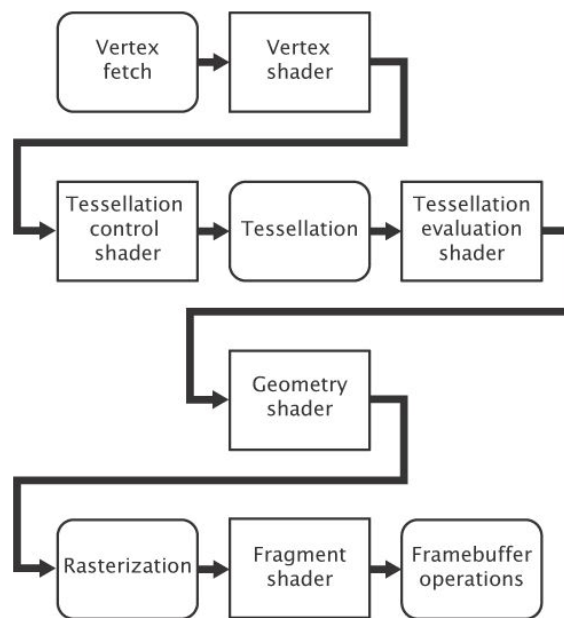 Vertex
fetch
Vertex
shader
Tessellation
control
shader
Tessellation
Tessellation
evaluation
shader
Geometry
shader
Rasterization
Fragment
shader
Framebuffer
operations